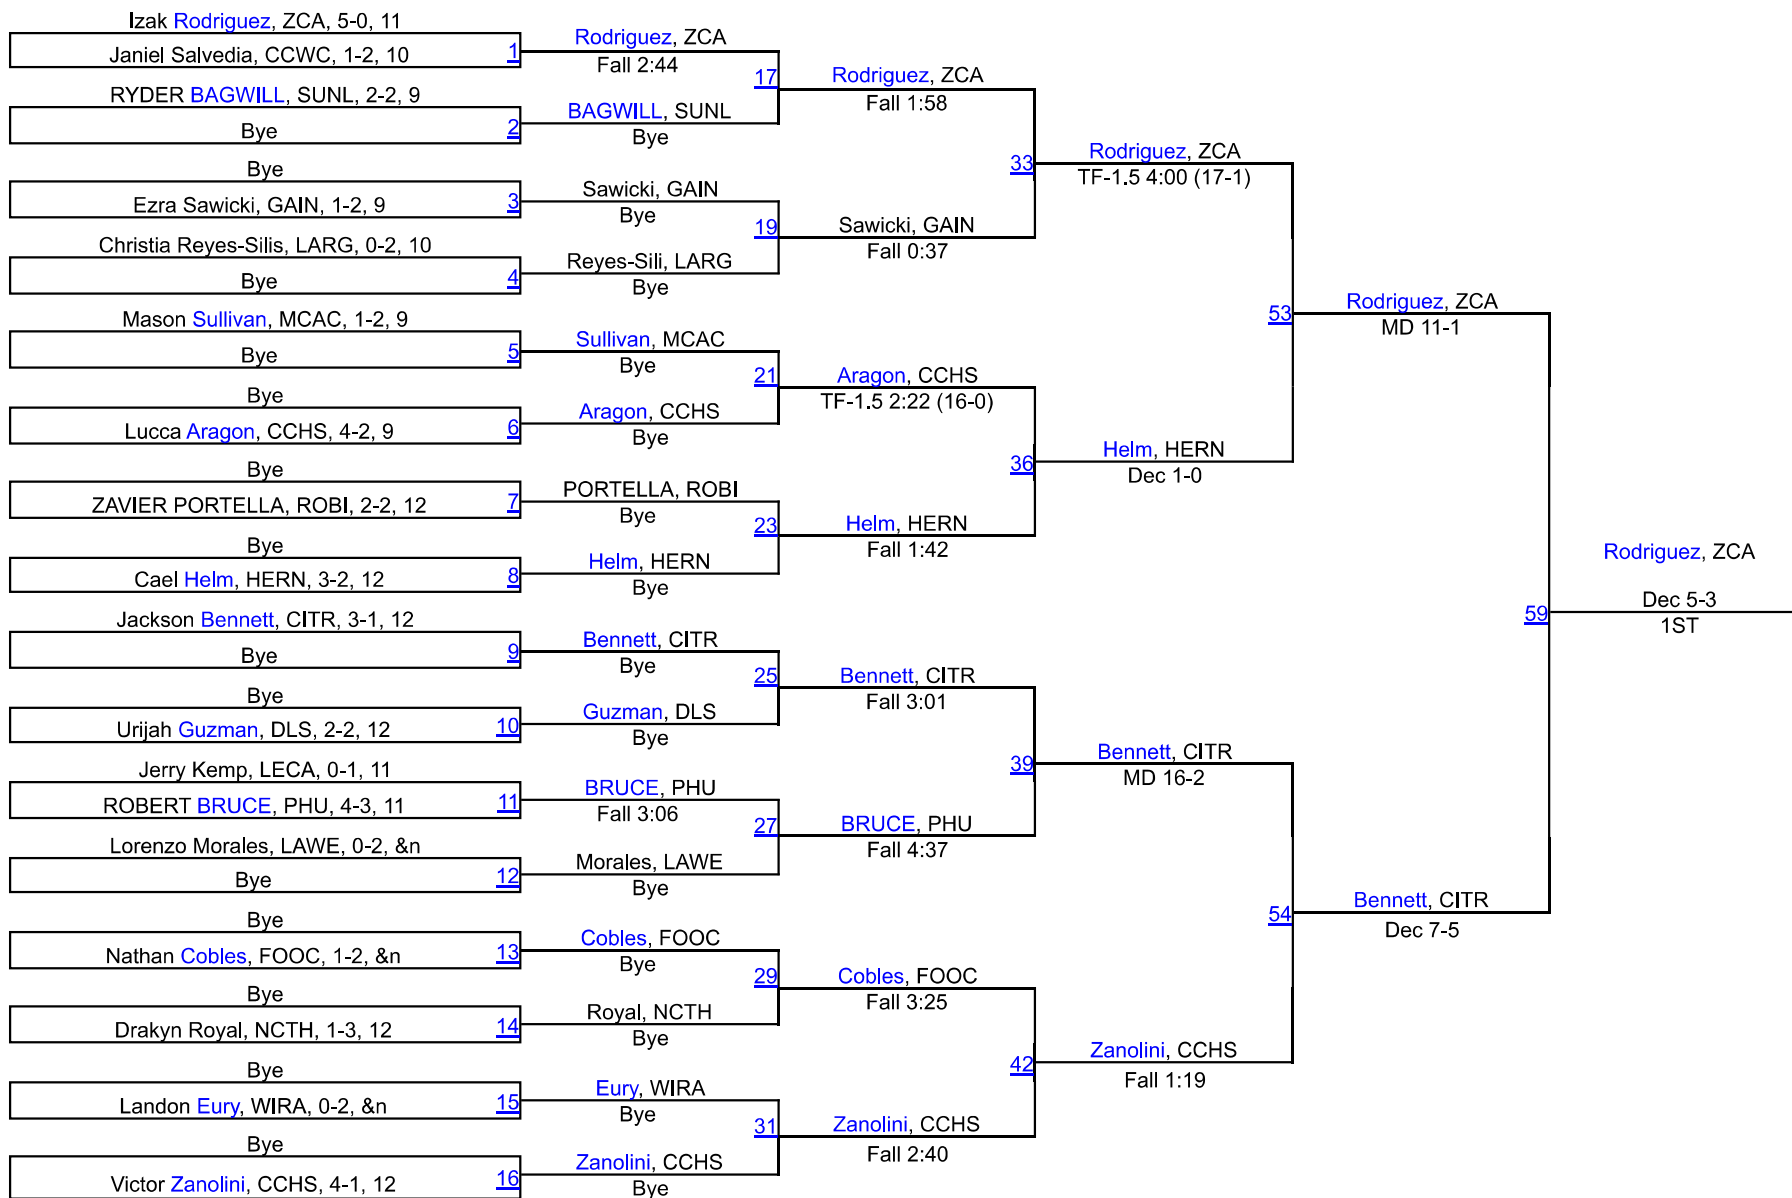 Izak Rodriguez, ZCA, 5-0, 11
Janiel Salvedia, CCWC, 1-2, 10
1
RYDER BAGWILL, SUNL, 2-2, 9
Bye
2
Bye
Ezra Sawicki, GAIN, 1-2, 9
3
Christia Reyes-Silis, LARG, 0-2, 10
Bye
4
Mason Sullivan, MCAC, 1-2, 9
Bye
5
Bye
Lucca Aragon, CCHS, 4-2, 9
6
Bye
ZAVIER PORTELLA, ROBI, 2-2, 12
7
Bye
Cael Helm, HERN, 3-2, 12
8
Jackson Bennett, CITR, 3-1, 12
Bye
9
Bye
Urijah Guzman, DLS, 2-2, 12
10
Jerry Kemp, LECA, 0-1, 11
ROBERT BRUCE, PHU, 4-3, 11
11
Lorenzo Morales, LAWE, 0-2, &n
Bye
12
Bye
Nathan Cobles, FOOC, 1-2, &n
13
Bye
Drakyn Royal, NCTH, 1-3, 12
14
Bye
Landon Eury, WIRA, 0-2, &n
15
Bye
Victor Zanolini, CCHS, 4-1, 12
16
Rodriguez, ZCA
Fall 2:44
17
BAGWILL, SUNL
Bye
Sawicki, GAIN
Bye
19
Reyes-Sili, LARG
Bye
Sullivan, MCAC
Bye
21
Aragon, CCHS
Bye
PORTELLA, ROBI
Bye
23
Helm, HERN
Bye
Bennett, CITR
Bye
25
Guzman, DLS
Bye
BRUCE, PHU
Fall 3:06
27
Morales, LAWE
Bye
Cobles, FOOC
Bye
29
Royal, NCTH
Bye
Eury, WIRA
Bye
31
Zanolini, CCHS
Bye
Rodriguez, ZCA
Fall 1:58
33
Sawicki, GAIN
Fall 0:37
Aragon, CCHS
TF-1.5 2:22 (16-0)
36
Helm, HERN
Fall 1:42
Bennett, CITR
Fall 3:01
39
BRUCE, PHU
Fall 4:37
Cobles, FOOC
Fall 3:25
42
Zanolini, CCHS
Fall 2:40
Rodriguez, ZCA
TF-1.5 4:00 (17-1)
53
Helm, HERN
Dec 1-0
Bennett, CITR
MD 16-2
54
Zanolini, CCHS
Fall 1:19
Rodriguez, ZCA
MD 11-1
59
Bennett, CITR
Dec 7-5
Rodriguez, ZCA
Dec 5-3
1ST